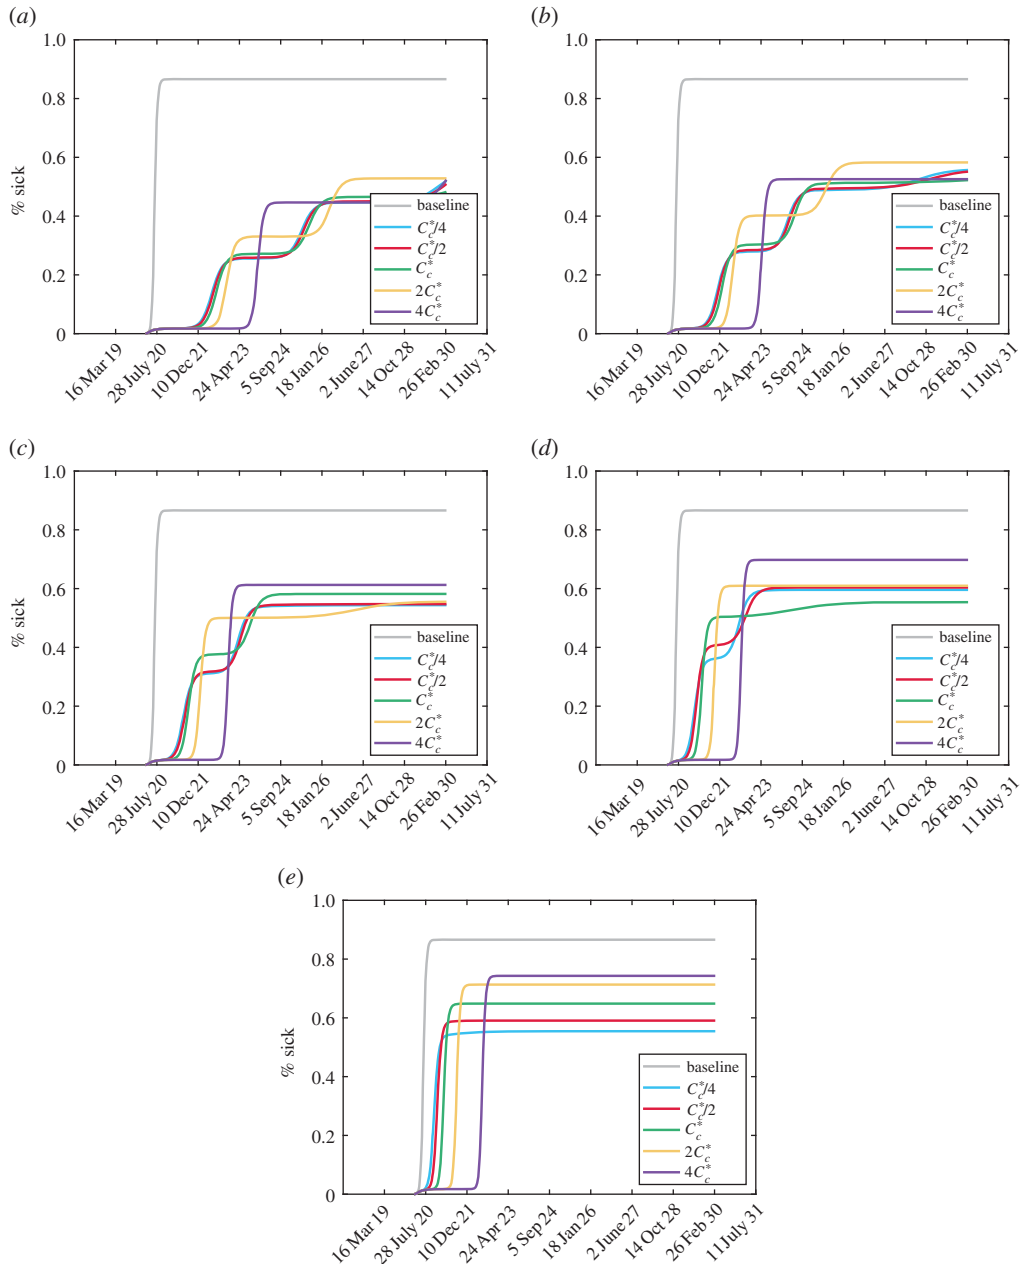 (a)
1.0
0.8
0.6
0.4
0.2
0
% sick
baseline
C*c/4
C*c/2
C*c
2C*c
4C*c
16 Mar 19
28 July 20
10 Dec 21
24 Apr 23
5 Sep 24
18 Jan 26
2 June 27
14 Oct 28
26 Feb 30
11 July 31
(b)
1.0
0.8
0.6
0.4
0.2
0
baseline
C*c/4
C*c/2
C*c
2C*c
4C*c
16 Mar 19
28 July 20
10 Dec 21
24 Apr 23
5 Sep 24
18 Jan 26
2 June 27
14 Oct 28
26 Feb 30
11 July 31
(c)
1.0
0.8
0.6
0.4
0.2
0
% sick
baseline
C*c/4
C*c/2
C*c
2C*c
4C*c
16 Mar 19
28 July 20
10 Dec 21
24 Apr 23
5 Sep 24
18 Jan 26
2 June 27
14 Oct 28
26 Feb 30
11 July 31
(d)
1.0
0.8
0.6
0.4
0.2
0
baseline
C*c/4
C*c/2
C*c
2C*c
4C*c
16 Mar 19
28 July 20
10 Dec 21
24 Apr 23
5 Sep 24
18 Jan 26
2 June 27
14 Oct 28
26 Feb 30
11 July 31
(e)
1.0
0.8
0.6
0.4
0.2
0
% sick
baseline
C*c/4
C*c/2
C*c
2C*c
4C*c
16 Mar 19
28 July 20
10 Dec 21
24 Apr 23
5 Sep 24
18 Jan 26
2 June 27
14 Oct 28
26 Feb 30
11 July 31